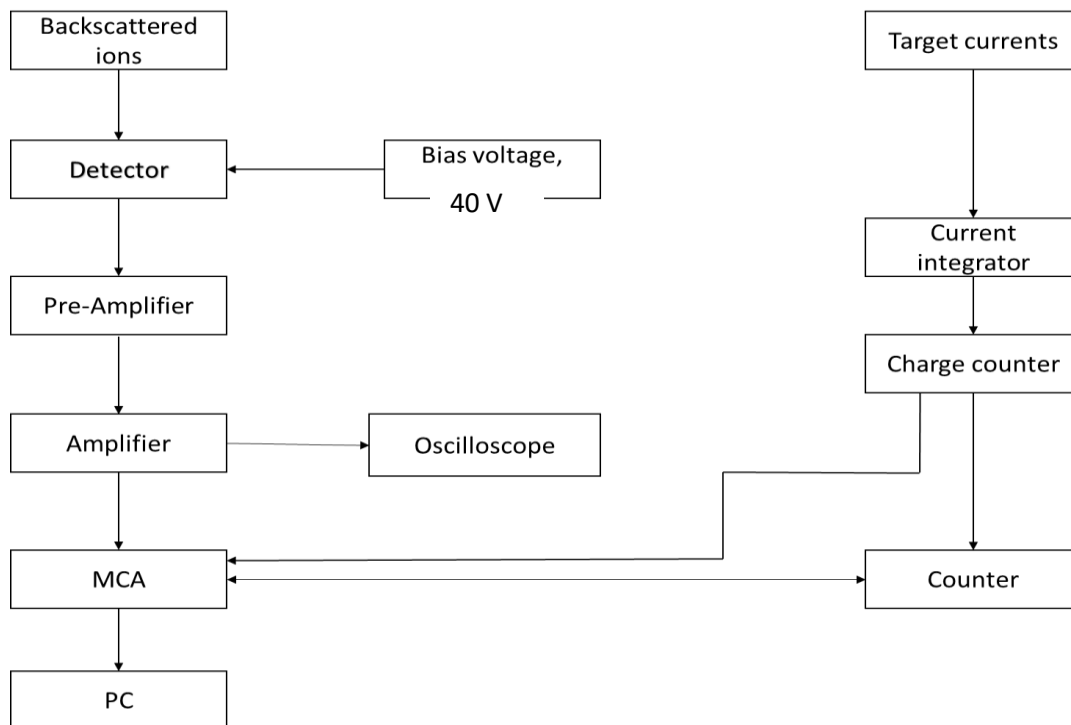 Backscattered
ions
Target currents
Detector
Bias voltage,
40 V
Current
integrator
Pre-Amplifier
Charge counter
Amplifier
Oscilloscope
MCA
Counter
PC